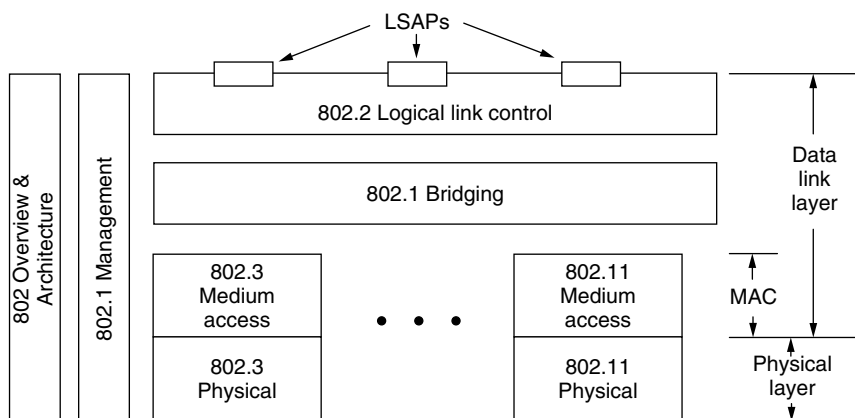 LSAPs
802 Overview &
Architecture
802.1 Management
802.2 Logical link control
Data
link
layer
802.1 Bridging
802.3
Medium
access
802.11
Medium
access
MAC
802.3
Physical
802.11
Physical
Physical
layer